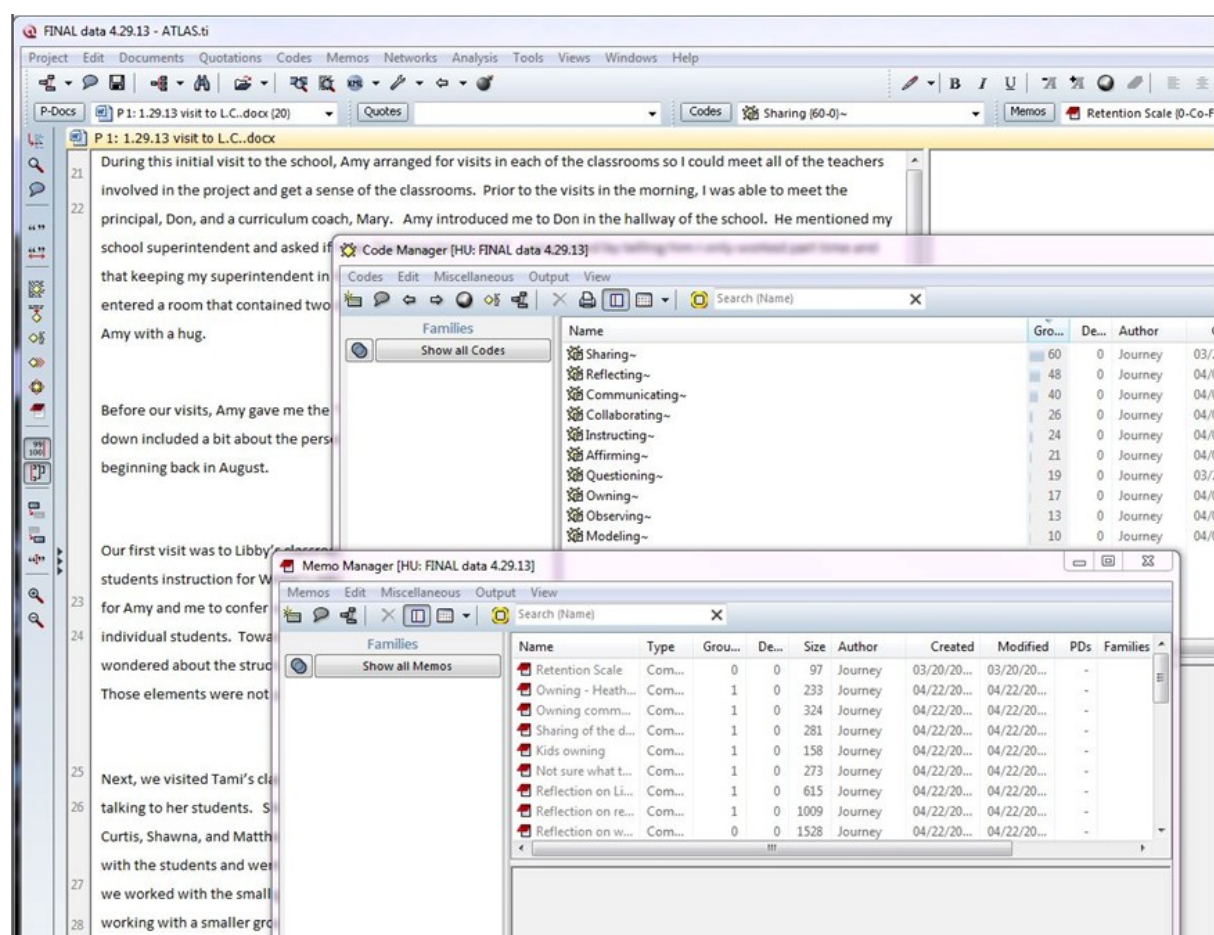 FINAL data 4.29.13 - ATLAS.ti
Project Edit Documents Quotations Codes Memos Networks Analysis Tools Views Windows Help
B I U
P-Docs P 1: 1.29.13 visit to L.C..docx (20) Quotes Codes Sharing (60-0)~ Memos Retention Scale (0-Co-F
P 1: 1.29.13 visit to L.C..docx
21 During this initial visit to the school, Amy arranged for visits in each of the classrooms so I could meet all of the teachers
involved in the project and get a sense of the classrooms. Prior to the visits in the morning, I was able to meet the
22 principal, Don, and a curriculum coach, Mary. Amy introduced me to Don in the hallway of the school. He mentioned my
school superintendent and asked if
that keeping my superintendent in
entered a room that contained two
Amy with a hug.
Before our visits, Amy gave me the
down included a bit about the pers
beginning back in August.
Our first visit was to Libby's classro
students instruction for W
23 for Amy and me to confer
24 individual students. Towa
wondered about the struc
Those elements were not
25 Next, we visited Tami's cla
26 talking to her students. S
Curtis, Shawna, and Matth
with the students and wer
27 we worked with the small
28 working with a smaller gro
Code Manager [HU: FINAL data 4.29.13]
Codes Edit Miscellaneous Output View
Search (Name)
Families
Show all Codes
Name Gro... De... Author
Sharing~ 60 0 Journey 03/
Reflecting~ 48 0 Journey 04/
Communicating~ 40 0 Journey 04/
Collaborating~ 26 0 Journey 04/
Instructing~ 24 0 Journey 04/
Affirming~ 21 0 Journey 04/
Questioning~ 19 0 Journey 03/
Owning~ 17 0 Journey 04/
Observing~ 13 0 Journey 04/
Modeling~ 10 0 Journey 04/
Memo Manager [HU: FINAL data 4.29.13]
Memos Edit Miscellaneous Output View
Search (Name)
Families
Show all Memos
Name Type Grou... De... Size Author Created Modified PDs Families
Retention Scale Com... 0 0 97 Journey 03/20/20... 03/20/20... -
Owning - Heath... Com... 1 0 233 Journey 04/22/20... 04/22/20... -
Owning comm... Com... 1 0 324 Journey 04/22/20... 04/22/20... -
Sharing of the d... Com... 1 0 281 Journey 04/22/20... 04/22/20... -
Kids owning Com... 1 0 158 Journey 04/22/20... 04/22/20... -
Not sure what t... Com... 1 0 273 Journey 04/22/20... 04/22/20... -
Reflection on Li... Com... 1 0 615 Journey 04/22/20... 04/22/20... -
Reflection on re... Com... 1 0 1009 Journey 04/22/20... 04/22/20... -
Reflection on w... Com... 0 0 1528 Journey 04/22/20... 04/22/20... -